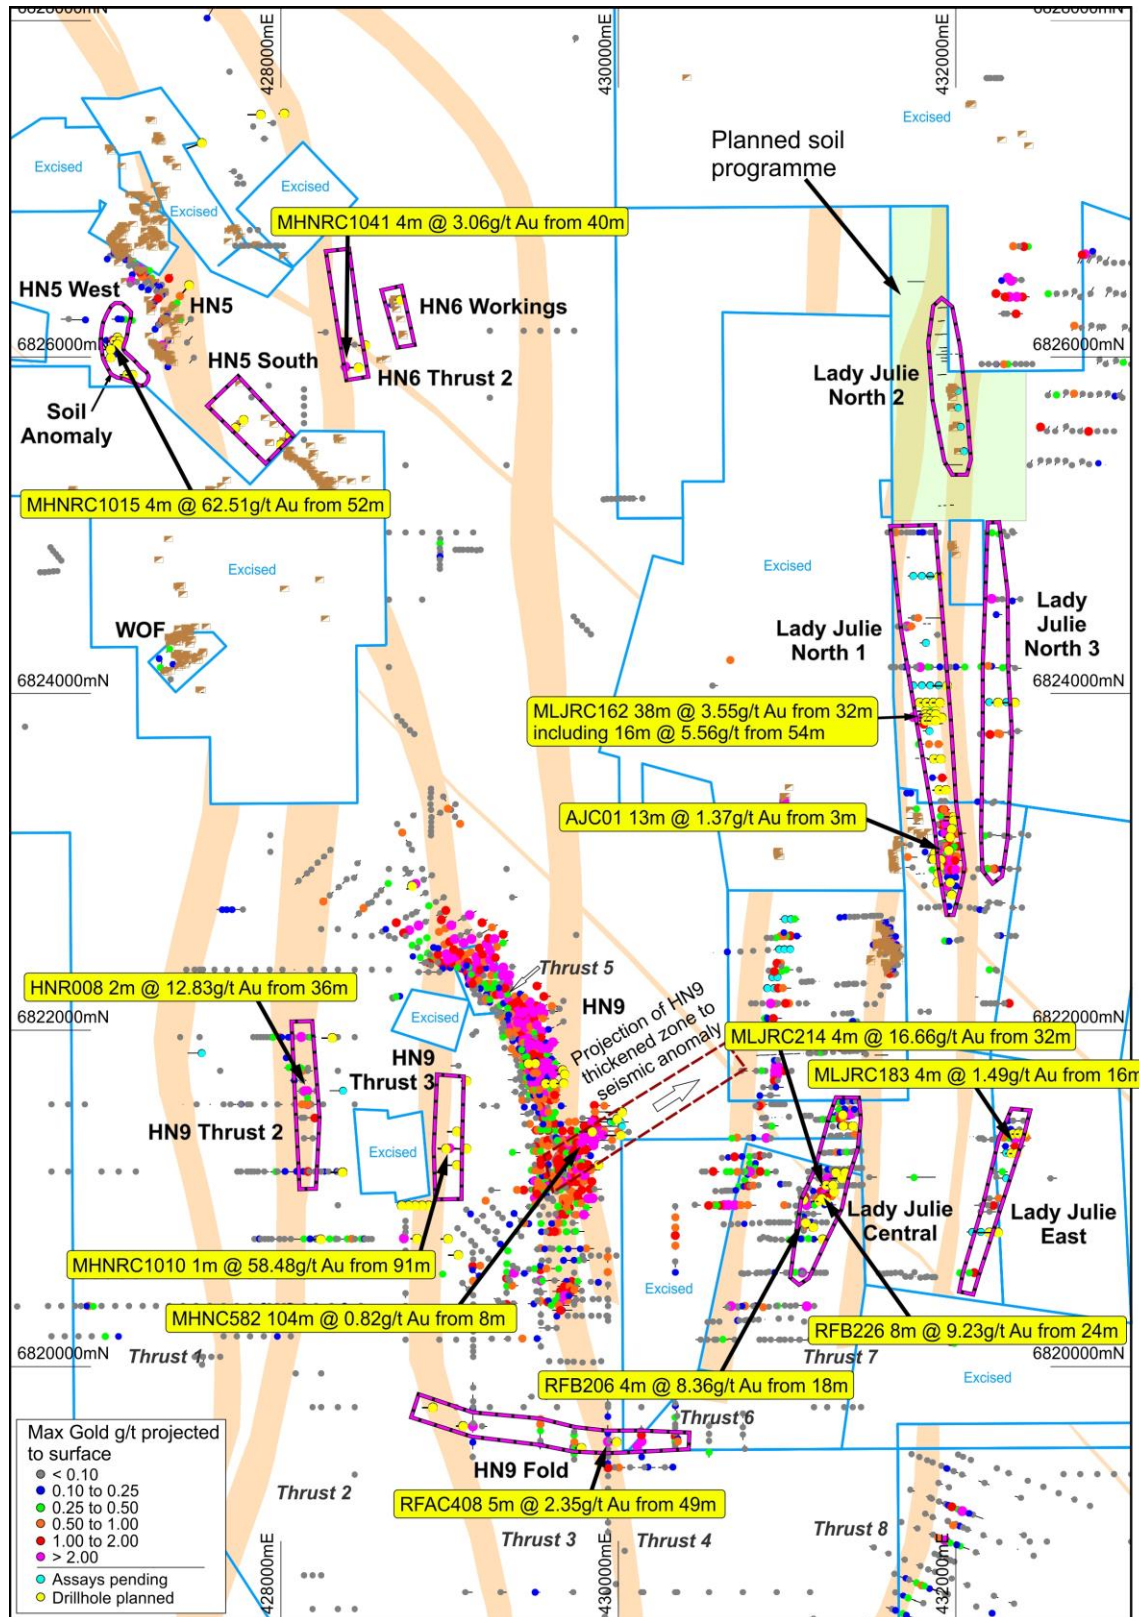 6828000mN
428000mE
430000mE
432000mE
6828000mN
Excised
Planned soil
programme
Excised
Excised
Excised
MHNRC1041 4m @ 3.06g/t Au from 40m
HN5 West
HN5
HN6 Workings
6826000mN
6826000mN
HN5 South
HN6 Thrust 2
Lady Julie
North 2
Soil
Anomaly
MHNRC1015 4m @ 62.51g/t Au from 52m
Excised
Excised
WOF
Lady Julie
North 1
Lady
Julie
North 3
6824000mN
6824000mN
MLJRC162 38m @ 3.55g/t Au from 32m
including 16m @ 5.56g/t from 54m
AJC01 13m @ 1.37g/t Au from 3m
Thrust 5
HNR008 2m @ 12.83g/t Au from 36m
HN9
Excised
6822000mN
6822000mN
Projection of HN9
thickened zone to
seismic anomaly
MLJRC214 4m @ 16.66g/t Au from 32m
HN9
Thrust 3
MLJRC183 4m @ 1.49g/t Au from 16m
HN9 Thrust 2
Excised
Lady Julie
Central
Lady Julie
East
MHNRC1010 1m @ 58.48g/t Au from 91m
Excised
MHNC582 104m @ 0.82g/t Au from 8m
RFB226 8m @ 9.23g/t Au from 24m
Thrust 1
Thrust 7
6820000mN
6820000mN
RFB206 4m @ 8.36g/t Au from 18m
Excised
Thrust 6
HN9 Fold
Thrust 2
RFAC408 5m @ 2.35g/t Au from 49m
Thrust 3
Thrust 4
Thrust 8
Max Gold g/t projected
to surface
< 0.10
0.10 to 0.25
0.25 to 0.50
0.50 to 1.00
1.00 to 2.00
> 2.00
Assays pending
Drillhole planned
428000mE
430000mE
432000mE